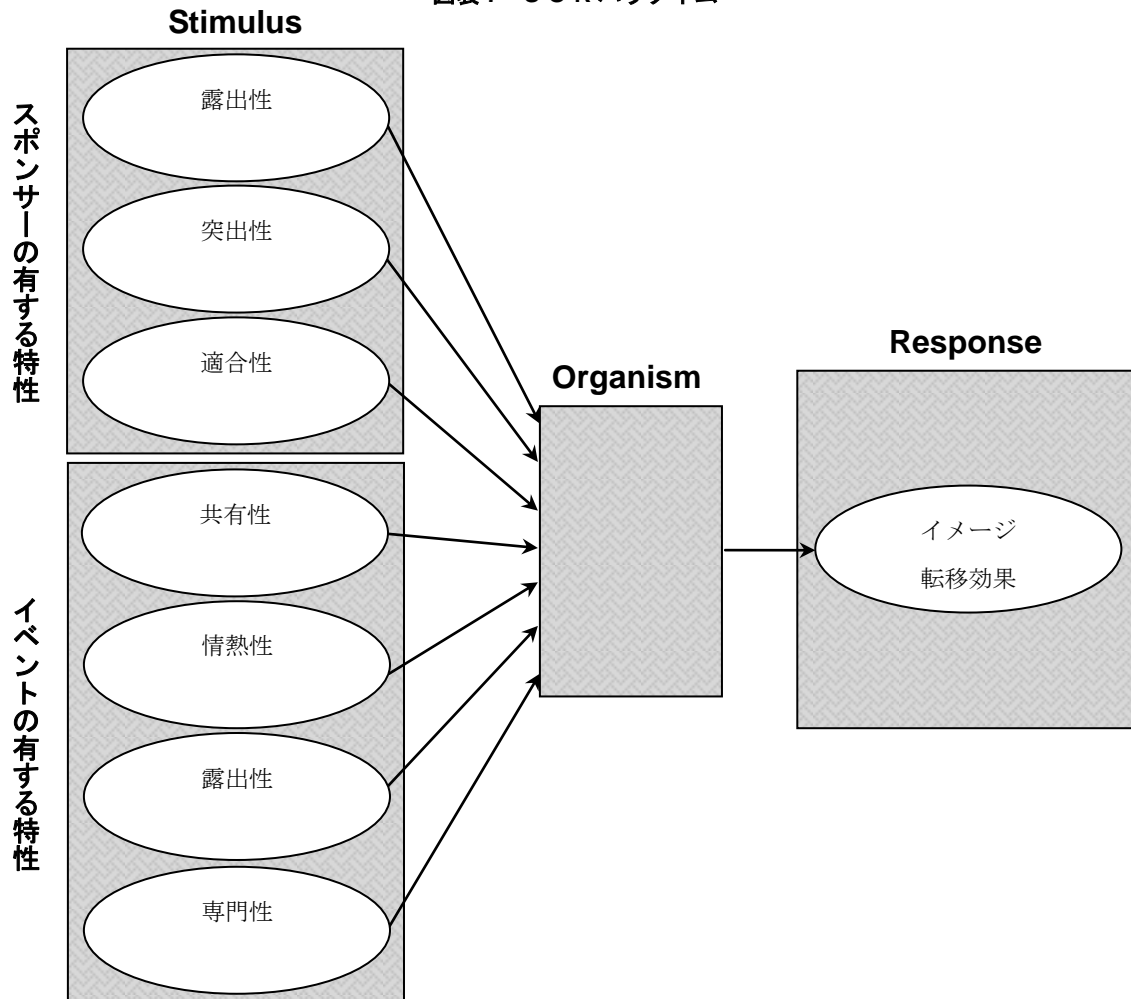 Stimulus
スポンサーの有する特性
露出性
突出性
適合性
イベントの有する特性
共有性
情熱性
露出性
専門性
Organism
Response
イメージ
転移効果